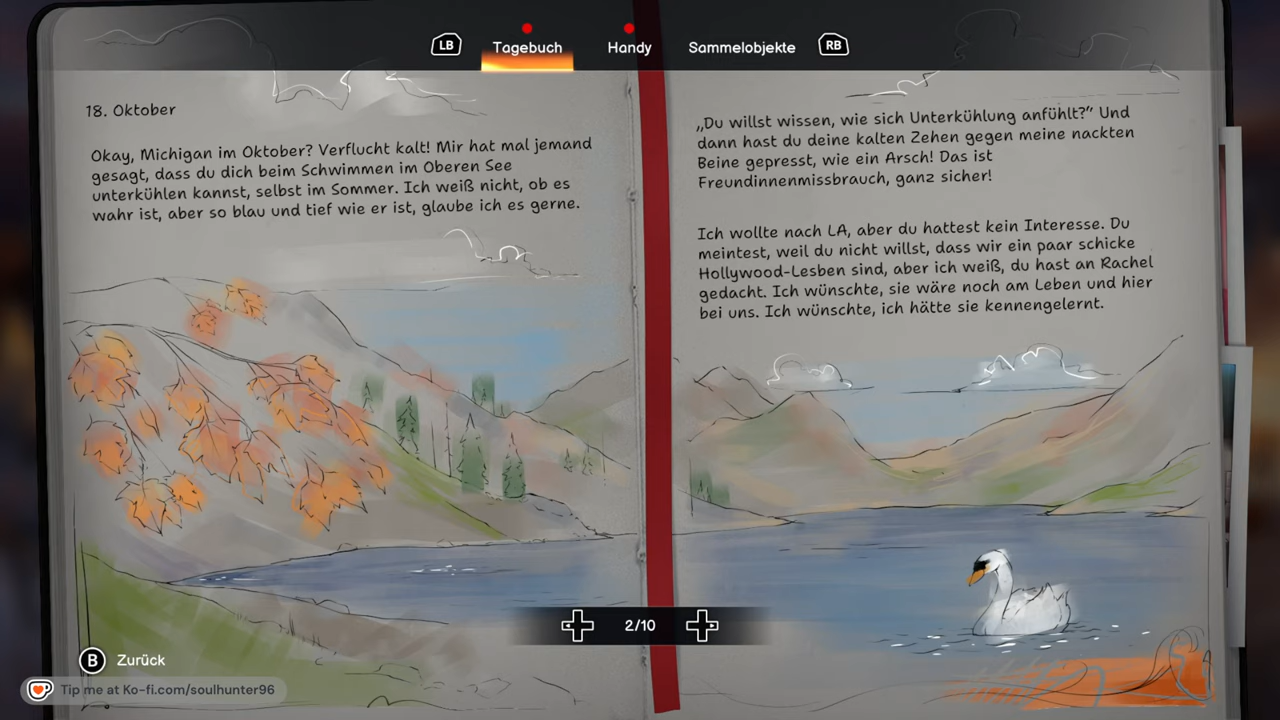 LB Tagebuch Handy Sammelobjekte RB
18. Oktober
Okay, Michigan im Oktober? Verflucht kalt! Mir hat mal jemand
gesagt, dass du dich beim Schwimmen im Oberen See
unterkühlen kannst, selbst im Sommer. Ich weiß nicht, ob es
wahr ist, aber so blau und tief wie er ist, glaube ich es gerne.
„Du willst wissen, wie sich Unterkühlung anfühlt?“ Und
dann hast du deine kalten Zehen gegen meine nackten
Beine gepresst, wie ein Arsch! Das ist
Freundinnenmissbrauch, ganz sicher!
Ich wollte nach LA, aber du hattest kein Interesse. Du
meintest, weil du nicht willst, dass wir ein paar schicke
Hollywood-Lesben sind, aber ich weiß, du hast an Rachel
gedacht. Ich wünschte, sie wäre noch am Leben und hier
bei uns. Ich wünschte, ich hätte sie kennengelernt.
2/10
B Zurück
Tip me at Ko-fi.com/soulhunter96